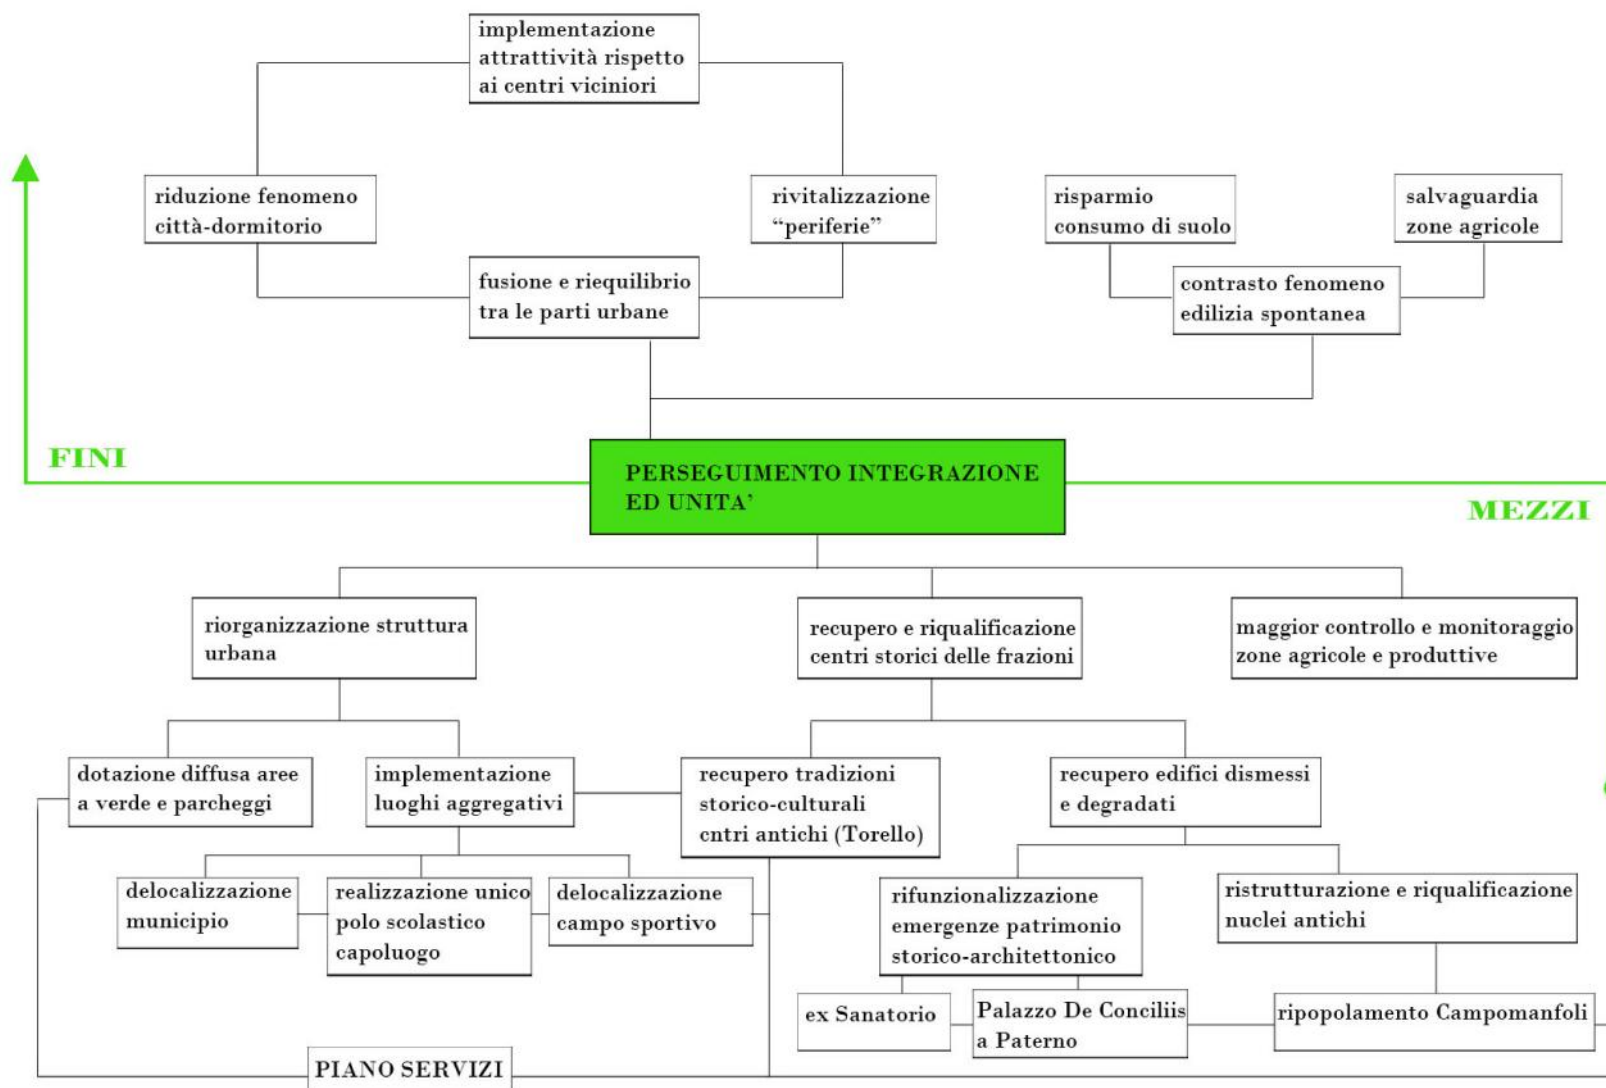 implementazione
attrattività rispetto
ai centri viciniori
riduzione fenomeno
città-dormitorio
rivitalizzazione
“periferie”
risparmio
consumo di suolo
salvaguardia
zone agricole
fusione e riequilibrio
tra le parti urbane
contrasto fenomeno
edilizia spontanea
FINI
PERSEGUIMENTO INTEGRAZIONE
ED UNITA’
MEZZI
riorganizzazione struttura
urbana
recupero e riqualificazione
centri storici delle frazioni
maggior controllo e monitoraggio
zone agricole e produttive
dotazione diffusa aree
a verde e parcheggi
implementazione
luoghi aggregativi
recupero tradizioni
storico-culturali
cntri antichi (Torello)
recupero edifici dismessi
e degradati
delocalizzazione
municipio
realizzazione unico
polo scolastico
capoluogo
delocalizzazione
campo sportivo
rifunzionalizzazione
emergenze patrimonio
storico-architettonico
ristrutturazione e riqualificazione
nuclei antichi
ex Sanatorio
Palazzo De Conciliis
a Paterno
ripopolamento Campomanfoli
PIANO SERVIZI